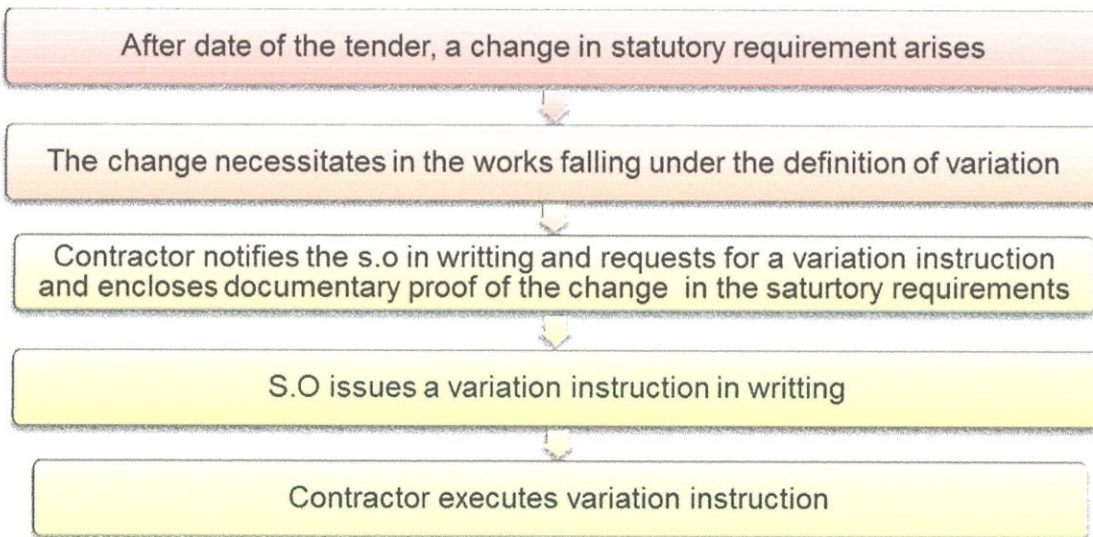 After date of the tender, a change in statutory requirement arises
The change necessitates in the works falling under the definition of variation
Contractor notifies the s.o in writting and requests for a variation instruction
and encloses documentary proof of the change in the saturtory requirements
S.O issues a variation instruction in writting
Contractor executes variation instruction